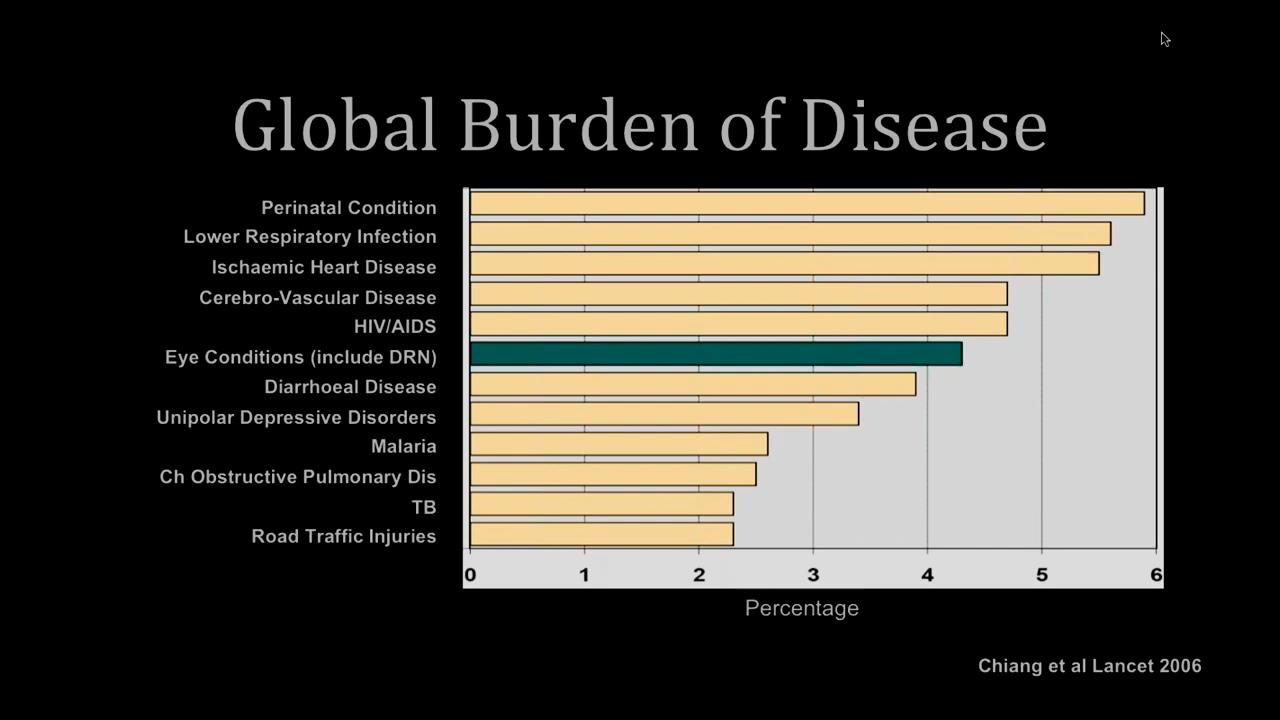 Global Burden of Disease
Perinatal Condition
Lower Respiratory Infection
Ischaemic Heart Disease
Cerebro-Vascular Disease
HIV/AIDS
Eye Conditions (include DRN)
Diarrhoeal Disease
Unipolar Depressive Disorders
Malaria
Ch Obstructive Pulmonary Dis
TB
Road Traffic Injuries
0 1 2 3 4 5 6
Percentage
Chiang et al Lancet 2006